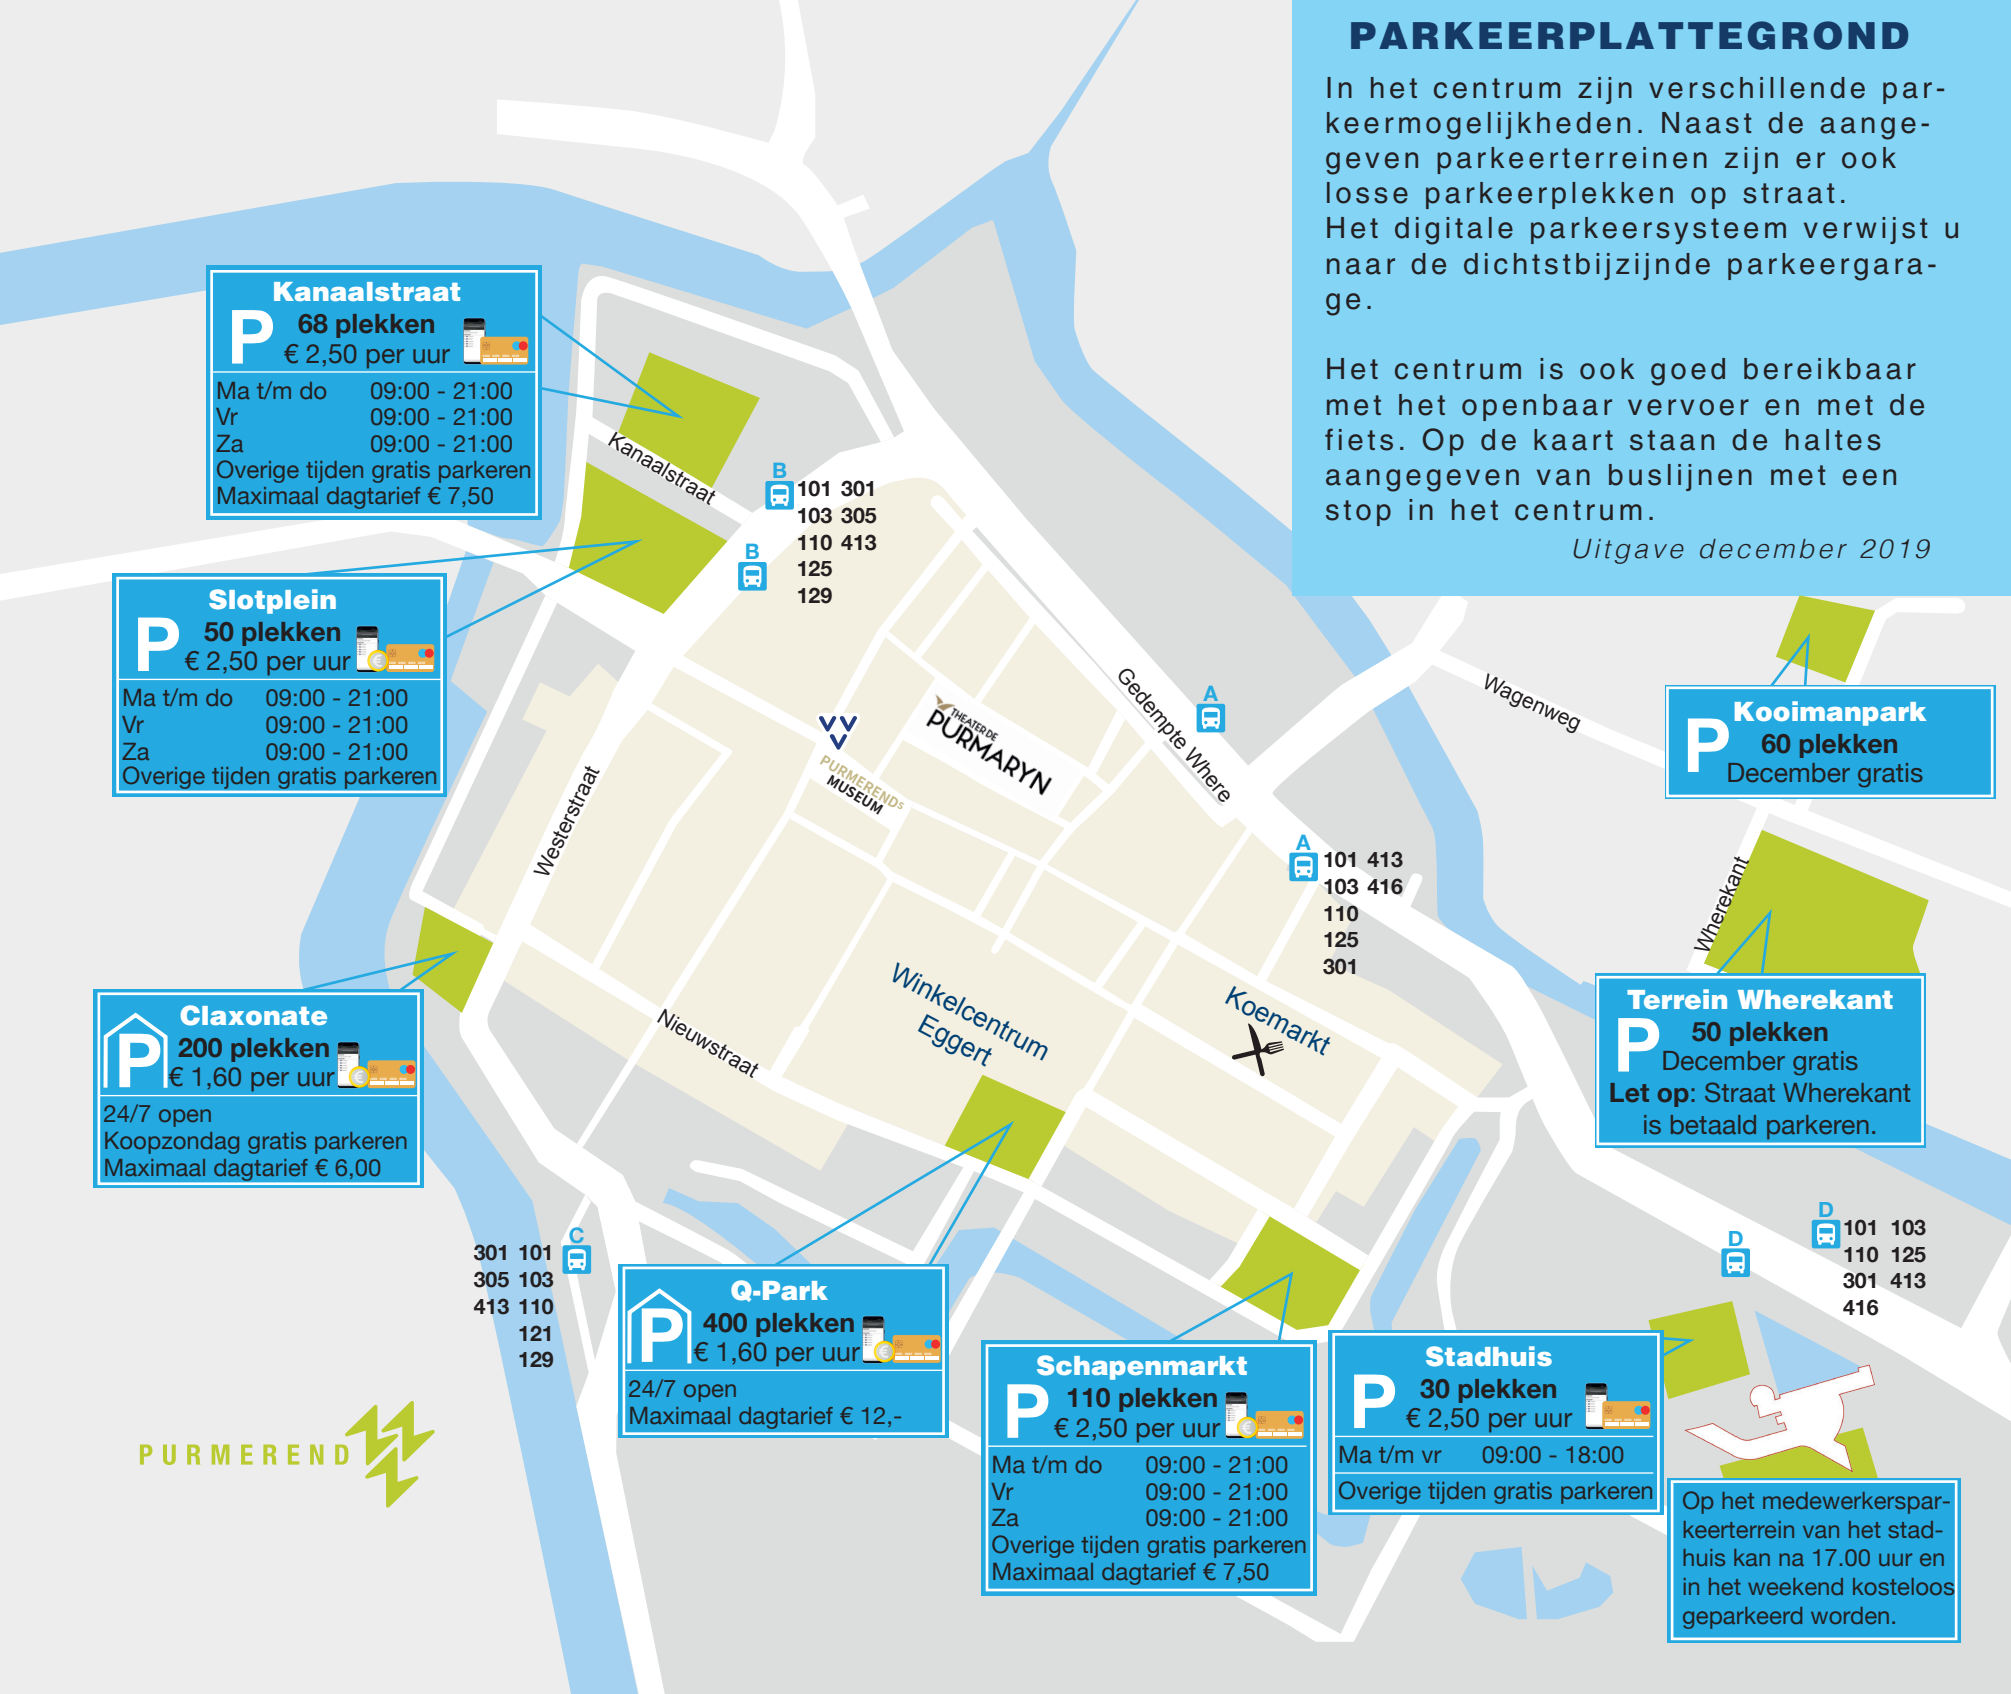 PARKEERPLATTEGROND
In het centrum zijn verschillende par-
keermogelijkheden. Naast de aange-
geven parkeerterreinen zijn er ook
losse parkeerplekken op straat.
Het digitale parkeersysteem verwijst u
naar de dichtstbijzijnde parkeergara-
ge.
Het centrum is ook goed bereikbaar
met het openbaar vervoer en met de
fiets. Op de kaart staan de haltes
aangegeven van buslijnen met een
stop in het centrum.
Uitgave december 2019
Kanaalstraat
P 68 plekken
€ 2,50 per uur
Ma t/m do 09:00 - 21:00
Vr 09:00 - 21:00
Za 09:00 - 21:00
Overige tijden gratis parkeren
Maximaal dagtarief € 7,50
Kanaalstraat
B
101 301
103 305
110 413
125
129
B
Slotplein
P 50 plekken
€ 2,50 per uur
Ma t/m do 09:00 - 21:00
Vr 09:00 - 21:00
Za 09:00 - 21:00
Overige tijden gratis parkeren
Westerstraat
VVV
PURMERENDS
MUSEUM
THEATER DE
PURMARYN
Gedempte Where
A
Wagenweg
Kooimanpark
P 60 plekken
December gratis
A
101 413
103 416
110
125
301
Wherekant
Terrein Wherekant
P 50 plekken
December gratis
Let op: Straat Wherekant
is betaald parkeren.
Winkelcentrum
Eggert
Koemarkt
Nieuwstraat
Claxonate
P 200 plekken
€ 1,60 per uur
24/7 open
Koopzondag gratis parkeren
Maximaal dagtarief € 6,00
C
301 101
305 103
413 110
121
129
Q-Park
P 400 plekken
€ 1,60 per uur
24/7 open
Maximaal dagtarief € 12,-
Schapenmarkt
P 110 plekken
€ 2,50 per uur
Ma t/m do 09:00 - 21:00
Vr 09:00 - 21:00
Za 09:00 - 21:00
Overige tijden gratis parkeren
Maximaal dagtarief € 7,50
Stadhuis
P 30 plekken
€ 2,50 per uur
Ma t/m vr 09:00 - 18:00
Overige tijden gratis parkeren
D
D
101 103
110 125
301 413
416
Op het medewerkerspar-
keerterrein van het stad-
huis kan na 17.00 uur en
in het weekend kosteloos
geparkeerd worden.
PURMEREND